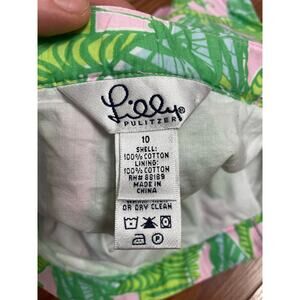 Lilly®
PULITZER
10
SHELL:
100% COTTON
LINING:
100% COTTON
RN# 88189
MADE IN
CHINA
OR DRY CLEAN
P